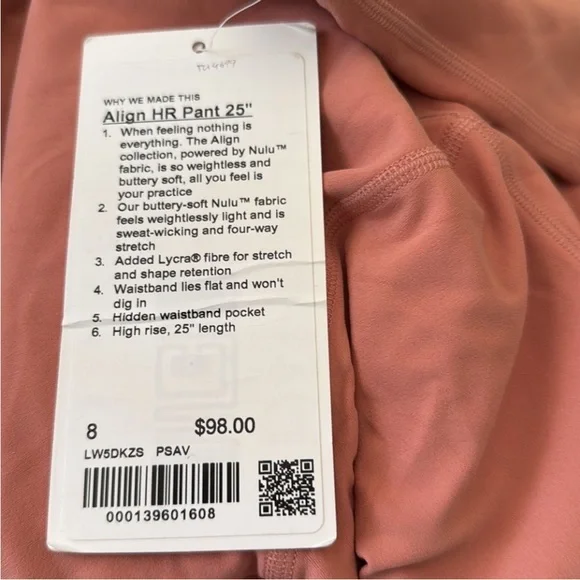 WHY WE MADE THIS
Align HR Pant 25"
1. When feeling nothing is
everything. The Align
collection, powered by Nulu™
fabric, is so weightless and
buttery soft, all you feel is
your practice
2. Our buttery-soft Nulu™ fabric
feels weightlessly light and is
sweat-wicking and four-way
stretch
3. Added Lycra® fibre for stretch
and shape retention
4. Waistband lies flat and won't
dig in
5. Hidden waistband pocket
6. High rise, 25" length
8 $98.00
LW5DKZS PSAV
000139601608